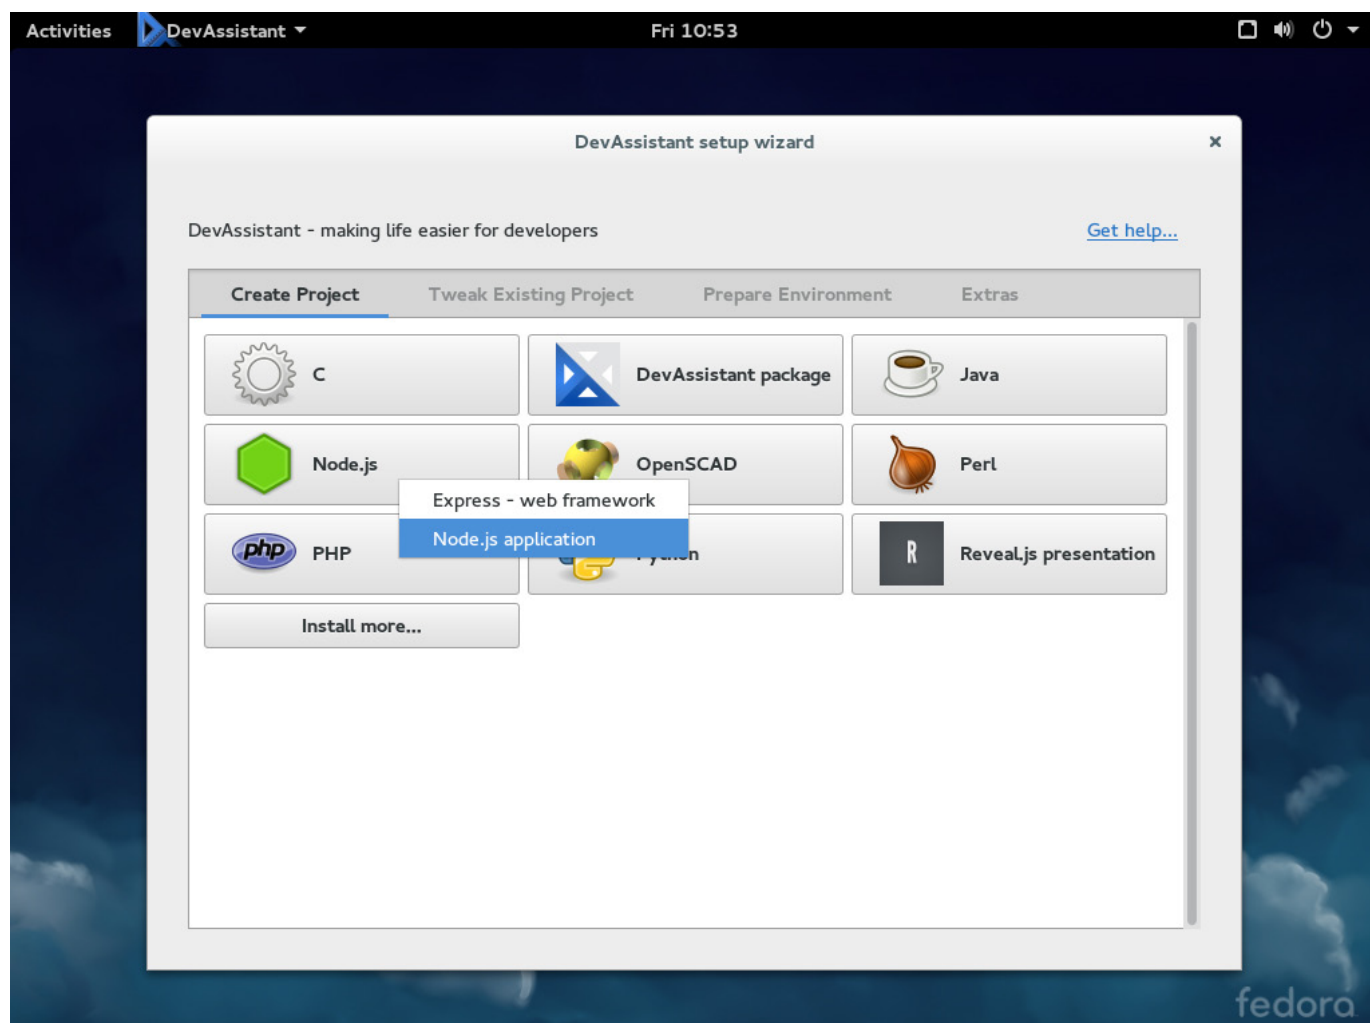 Activities DevAssistant Fri 10:53
DevAssistant setup wizard
DevAssistant - making life easier for developers Get help...
Create Project Tweak Existing Project Prepare Environment Extras
C DevAssistant package Java
Node.js OpenSCAD Perl
Express - web framework
Node.js application
php PHP Python R Reveal.js presentation
Install more...
fedora